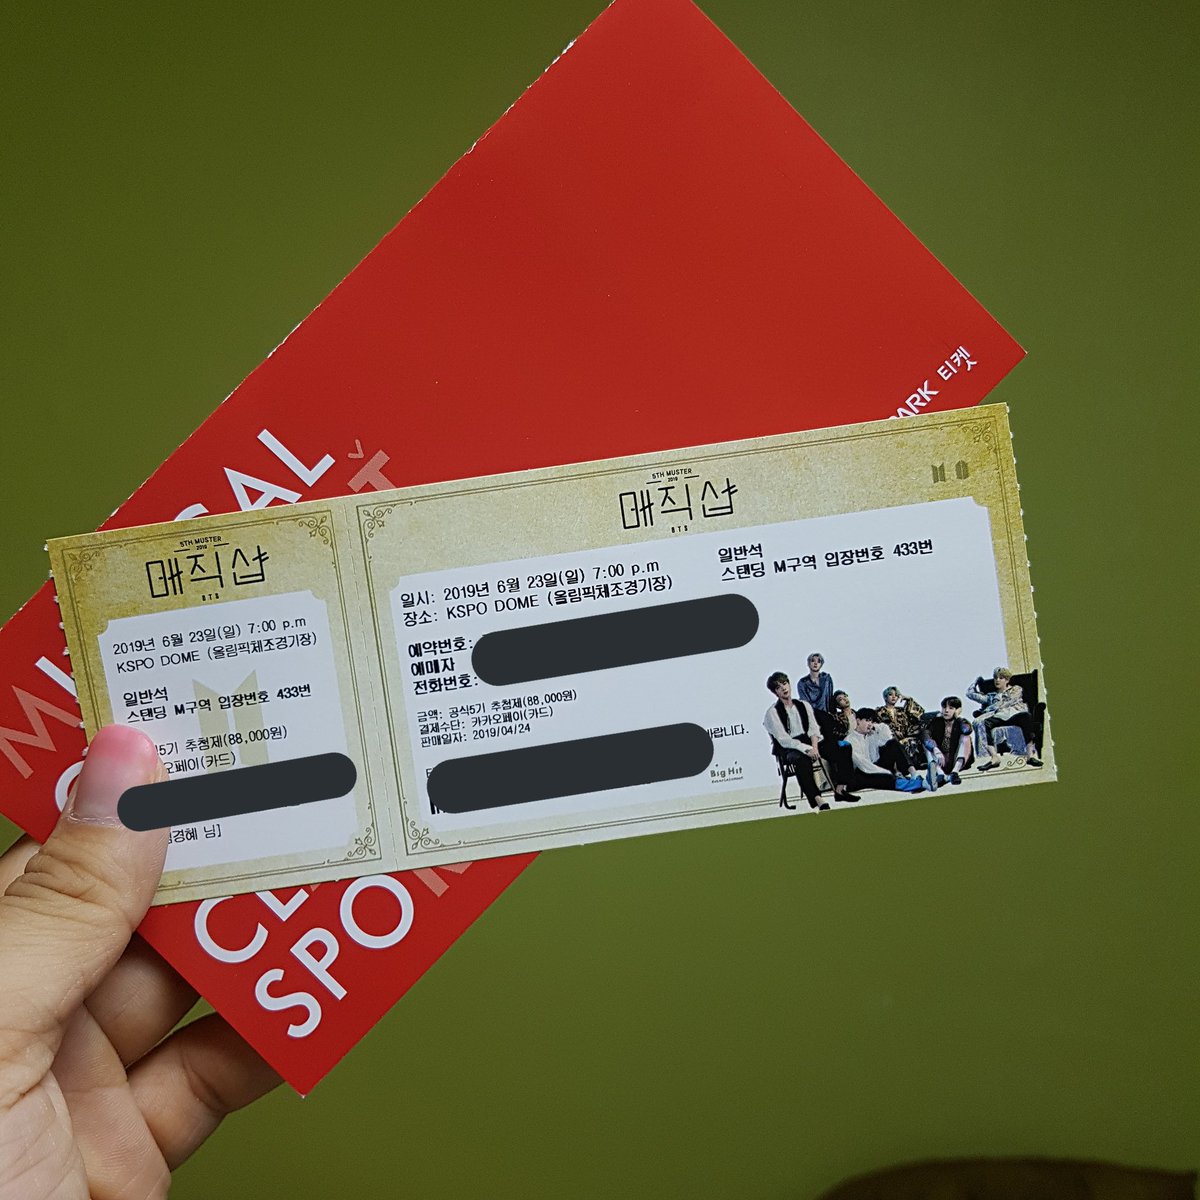 PARK 티켓
5TH MUSTER
2019
매직샵
BTS
2019년 6월 23일(일) 7:00 p.m
KSPO DOME (올림픽체조경기장)
일반석
스탠딩 M구역 입장번호 433번
5기 추첨제(88,000원)
오페이(카드)
경혜 님]
5TH MUSTER
2019
매직샵
BTS
일시: 2019년 6월 23일(일) 7:00 p.m
장소: KSPO DOME (올림픽체조경기장)
일반석
스탠딩 M구역 입장번호 433번
예약번호:
예매자
전화번호:
금액: 공식5기 추첨제(88,000원)
결제수단: 카카오페이(카드)
판매일자: 2019/04/24
바랍니다.
Big Hit
Entertainment
SPO